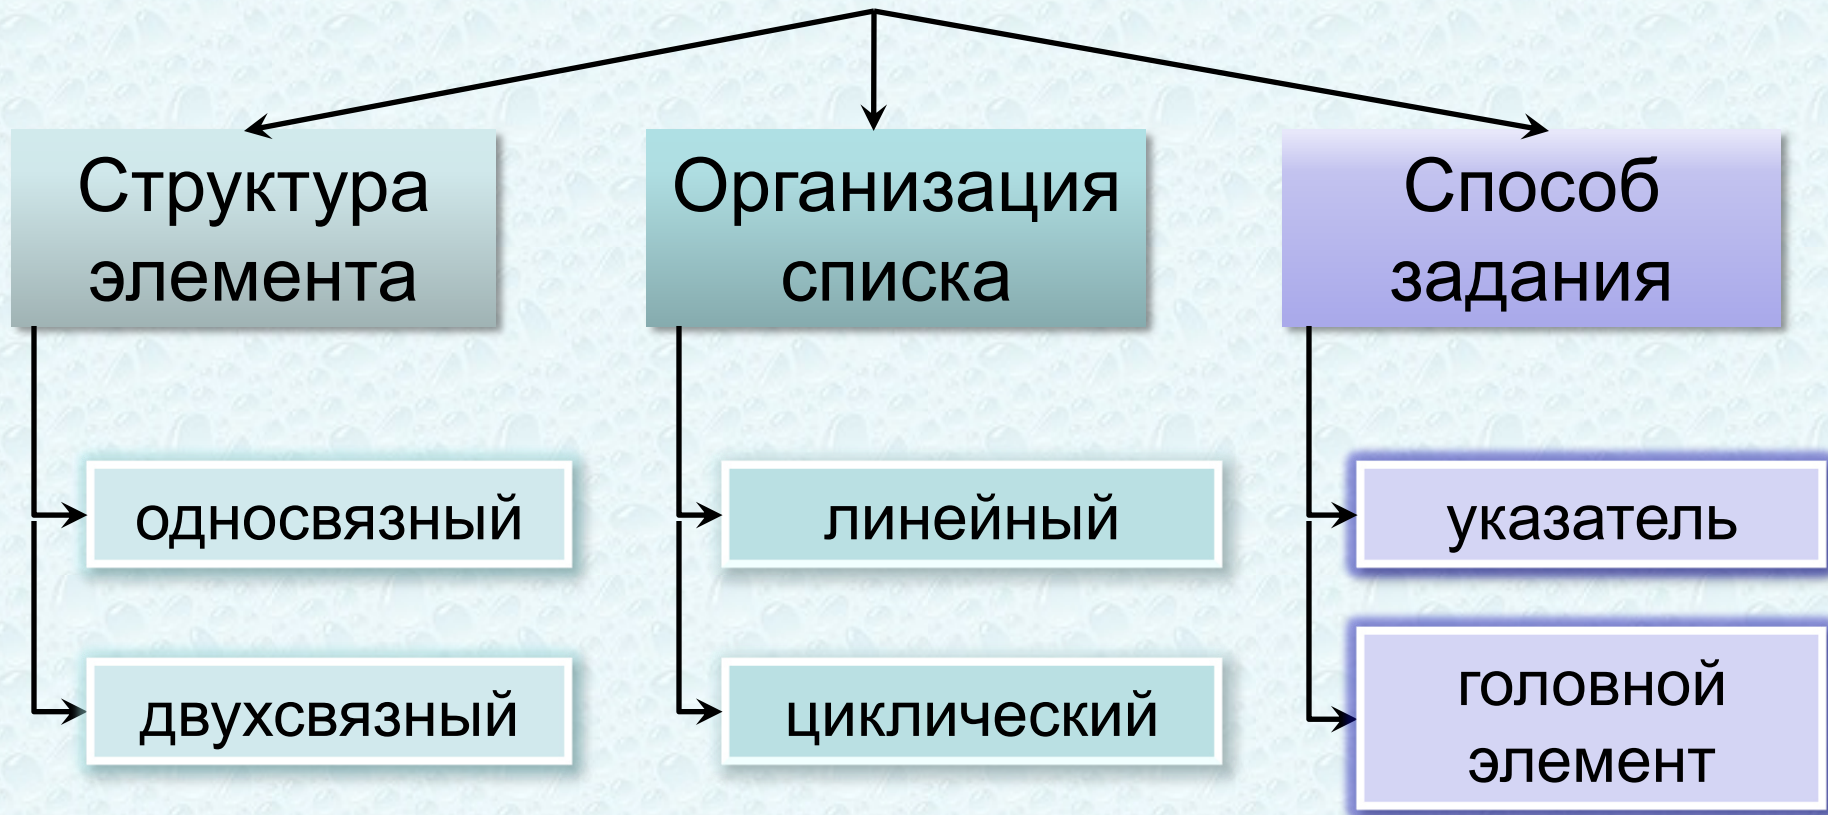 Структура
элемента
Организация
списка
Способ
задания
односвязный
линейный
указатель
двухсвязный
циклический
головной
элемент